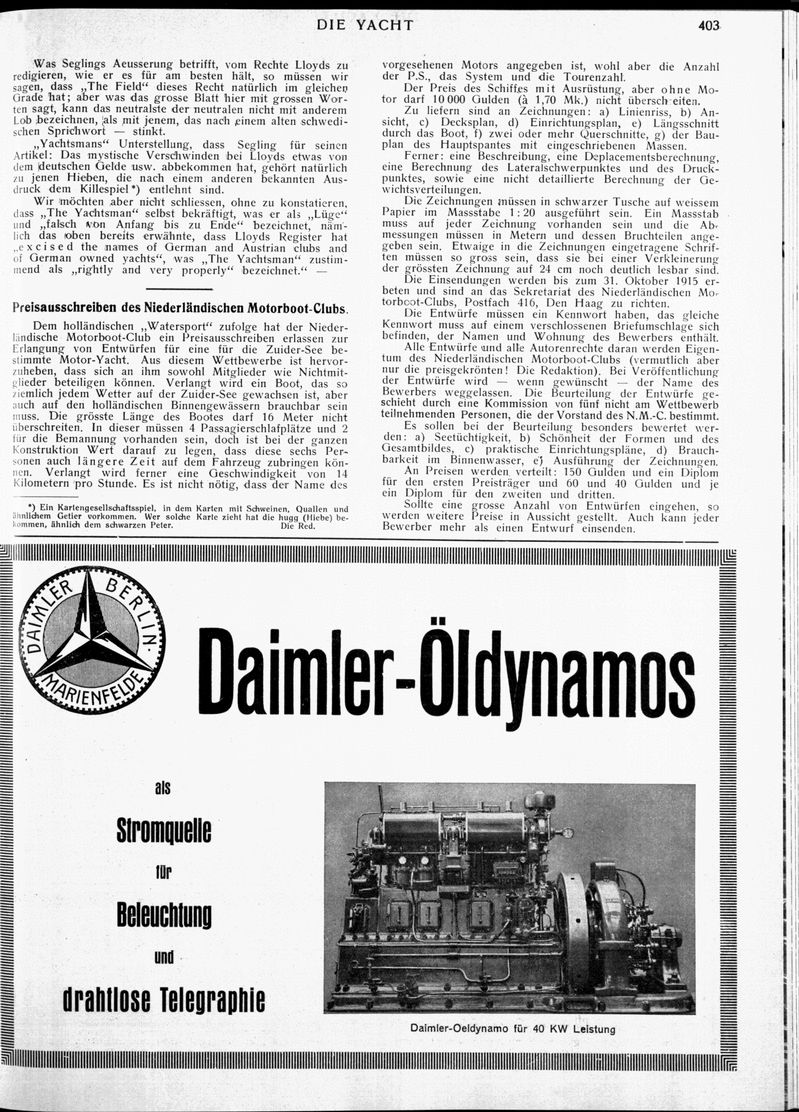 DIE YACHT
403
Was Seglings Aeusserung betrifft, vom Rechte Lloyds zu
redigieren, wie er es für am besten hält, so müssen wir
sagen, dass „The Field“ dieses Recht natürlich im gleichen
Grade hat; aber was das grosse Blatt hier mit grossen Wor-
ten sagt, kann das neutralste der neutralen nicht mit anderem
Lob bezeichnen, als mit jenem, das nach einem alten schwedi-
schen Sprichwort — stinkt.
„Yachtsmans“ Unterstellung, dass Segling für seinen
Artikel: Das mystische Verschwinden bei Lloyds etwas von
dem deutschen Gelde usw. abbekommen hat, gehört natürlich
zu jenen Hieben, die nach einem anderen bekannten Aus-
druck dem Killespiel*) entlehnt sind.
Wir möchten aber nicht schliessen, ohne zu konstatieren,
dass „The Yachtsman“ selbst bekräftigt, was er als „Lüge“
und „falsch von Anfang bis zu Ende“ bezeichnet, näm-
lich das oben bereits erwähnte, dass Lloyds Register hat
„excised the names of German and Austrian clubs and
of German owned yachts“, was „The Yachtsman“ zustim-
mend als „rightly and very properly“ bezeichnet.“ —
Preisausschreiben des Niederländischen Motorboot-Clubs.
Dem holländischen „Watersport“ zufolge hat der Nieder-
ländische Motorboot-Club ein Preisausschreiben erlassen zur
Erlangung von Entwürfen für eine für die Zuider-See be-
stimmte Motor-Yacht. Aus diesem Wettbewerbe ist hervor-
zuheben, dass sich an ihm sowohl Mitglieder wie Nichtmit-
glieder beteiligen können. Verlangt wird ein Boot, das so
ziemlich jedem Wetter auf der Zuider-See gewachsen ist, aber
auch auf den holländischen Binnengewässern brauchbar sein
muss. Die grösste Länge des Bootes darf 16 Meter nicht
überschreiten. In dieser müssen 4 Passagierschlafplätze und 2
für die Bemannung vorhanden sein, doch ist bei der ganzen
Konstruktion Wert darauf zu legen, dass diese sechs Per-
sonen auch längere Zeit auf dem Fahrzeug zubringen kön-
nen. Verlangt wird ferner eine Geschwindigkeit von 14
Kilometern pro Stunde. Es ist nicht nötig, dass der Name des
*) Ein Kartengesellschaftsspiel, in dem Karten mit Schweinen, Quallen und
ähnlichem Getier vorkommen. Wer solche Karte zieht hat die hugg (Hiebe) be-
kommen, ähnlich dem schwarzen Peter. Die Red.
vorgesehenen Motors angegeben ist, wohl aber die Anzahl
der P.S., das System und die Tourenzahl.
Der Preis des Schiffes mit Ausrüstung, aber ohne Mo-
tor darf 10 000 Gulden (à 1,70 Mk.) nicht überschreiten.
Zu liefern sind an Zeichnungen: a) Linienriss, b) An-
sicht, c) Decksplan, d) Einrichtungsplan, e) Längsschnitt
durch das Boot, f) zwei oder mehr Querschnitte, g) der Bau-
plan des Hauptspantes mit eingeschriebenen Massen.
Ferner: eine Beschreibung, eine Deplacementsberechnung,
eine Berechnung des Lateralschwerpunktes und des Druck-
punktes, sowie eine nicht detaillierte Berechnung der Ge-
wichtsverteilungen.
Die Zeichnungen müssen in schwarzer Tusche auf weissem
Papier im Massstabe 1:20 ausgeführt sein. Ein Massstab
muss auf jeder Zeichnung vorhanden sein und die Ab-
messungen müssen in Metern und dessen Bruchteilen ange-
geben sein. Etwaige in die Zeichnungen eingetragene Schrif-
ten müssen so gross sein, dass sie bei einer Verkleinerung
der grössten Zeichnung auf 24 cm noch deutlich lesbar sind.
Die Einsendungen werden bis zum 31. Oktober 1915 er-
beten und sind an das Sekretariat des Niederländischen Mo-
torboot-Clubs, Postfach 416, Den Haag zu richten.
Die Entwürfe müssen ein Kennwort haben, das gleiche
Kennwort muss auf einem verschlossenen Briefumschlage sich
befinden, der Namen und Wohnung des Bewerbers enthält.
Alle Entwürfe und alle Autorenrechte daran werden Eigen-
tum des Niederländischen Motorboot-Clubs (vermutlich aber
nur die preisgekrönten! Die Redaktion). Bei Veröffentlichung
der Entwürfe wird — wenn gewünscht — der Name des
Bewerbers weggelassen. Die Beurteilung der Entwürfe ge-
schieht durch eine Kommission von fünf nicht am Wettbewerb
teilnehmenden Personen, die der Vorstand des N.M.-C. bestimmt.
Es sollen bei der Beurteilung besonders bewertet wer-
den: a) Seetüchtigkeit, b) Schönheit der Formen und des
Gesamtbildes, c) praktische Einrichtungspläne, d) Brauch-
barkeit im Binnenwasser, e) Ausführung der Zeichnungen.
An Preisen werden verteilt: 150 Gulden und ein Diplom
für den ersten Preisträger und 60 und 40 Gulden und je
ein Diplom für den zweiten und dritten.
Sollte eine grosse Anzahl von Entwürfen eingehen, so
werden weitere Preise in Aussicht gestellt. Auch kann jeder
Bewerber mehr als einen Entwurf einsenden.
DAIMLER BERLIN·
MARIENFELDE
Daimler-Öldynamos
als
Stromquelle
für
Beleuchtung
und
drahtlose Telegraphie
Daimler-Oeldynamo für 40 KW Leistung